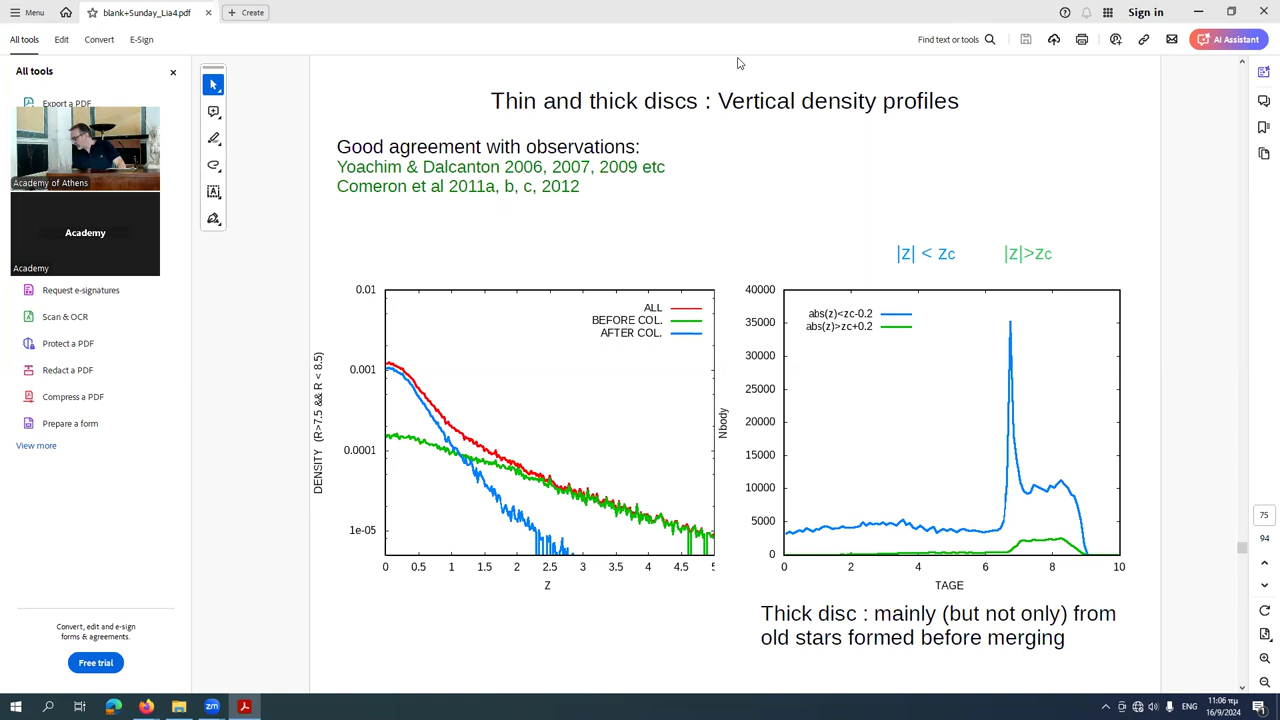 Menu
blank+Sunday_Lia4.pdf
Create
Sign in
All tools
Edit
Convert
E-Sign
Find text or tools
AI Assistant
All tools
Export a PDF
Academy of Athens
Academy
Academy
Request e-signatures
Scan & OCR
Protect a PDF
Redact a PDF
Compress a PDF
Prepare a form
View more
Convert, edit and e-sign
forms & agreements.
Free trial
Thin and thick discs : Vertical density profiles
Good agreement with observations:
Yoachim & Dalcanton 2006, 2007, 2009 etc
Comeron et al 2011a, b, c, 2012
|z| < zc
|z|>zc
0.01
0.001
0.0001
1e-05
ALL
BEFORE COL.
AFTER COL.
DENSITY (R>7.5 && R < 8.5)
0 0.5 1 1.5 2 2.5 3 3.5 4 4.5 5
Z
40000
35000
30000
25000
20000
15000
10000
5000
0
abs(z)<zc-0.2
abs(z)>zc+0.2
Nbody
0 2 4 6 8 10
TAGE
Thick disc : mainly (but not only) from
old stars formed before merging
75
94
ENG
11:06 πμ
16/9/2024
1